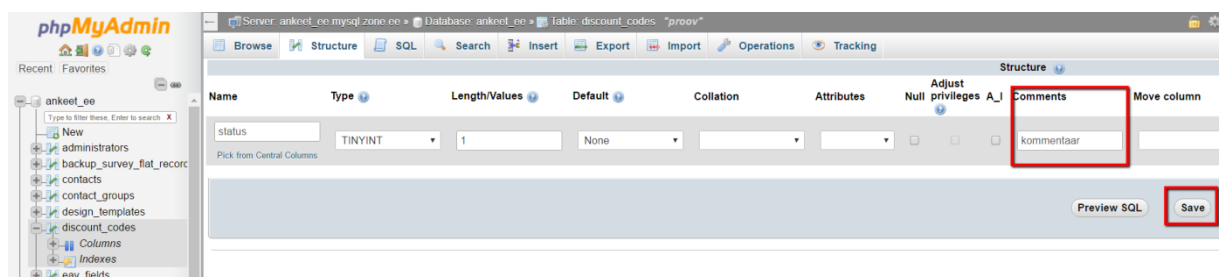 phpMyAdmin
Recent Favorites
ankeet_ee
Type to filter these, Enter to search X
New
administrators
backup_survey_flat_recorc
contacts
contact_groups
design_templates
discount_codes
Columns
Indexes
eav_fields
Server: ankeet_ee.mysql.zone.ee » Database: ankeet_ee » Table: discount_codes "proov"
Browse Structure SQL Search Insert Export Import Operations Tracking
Structure
Name Type Length/Values Default Collation Attributes Null Adjust privileges A_I Comments Move column
status TINYINT 1 None kommentaar
Pick from Central Columns
Preview SQL Save